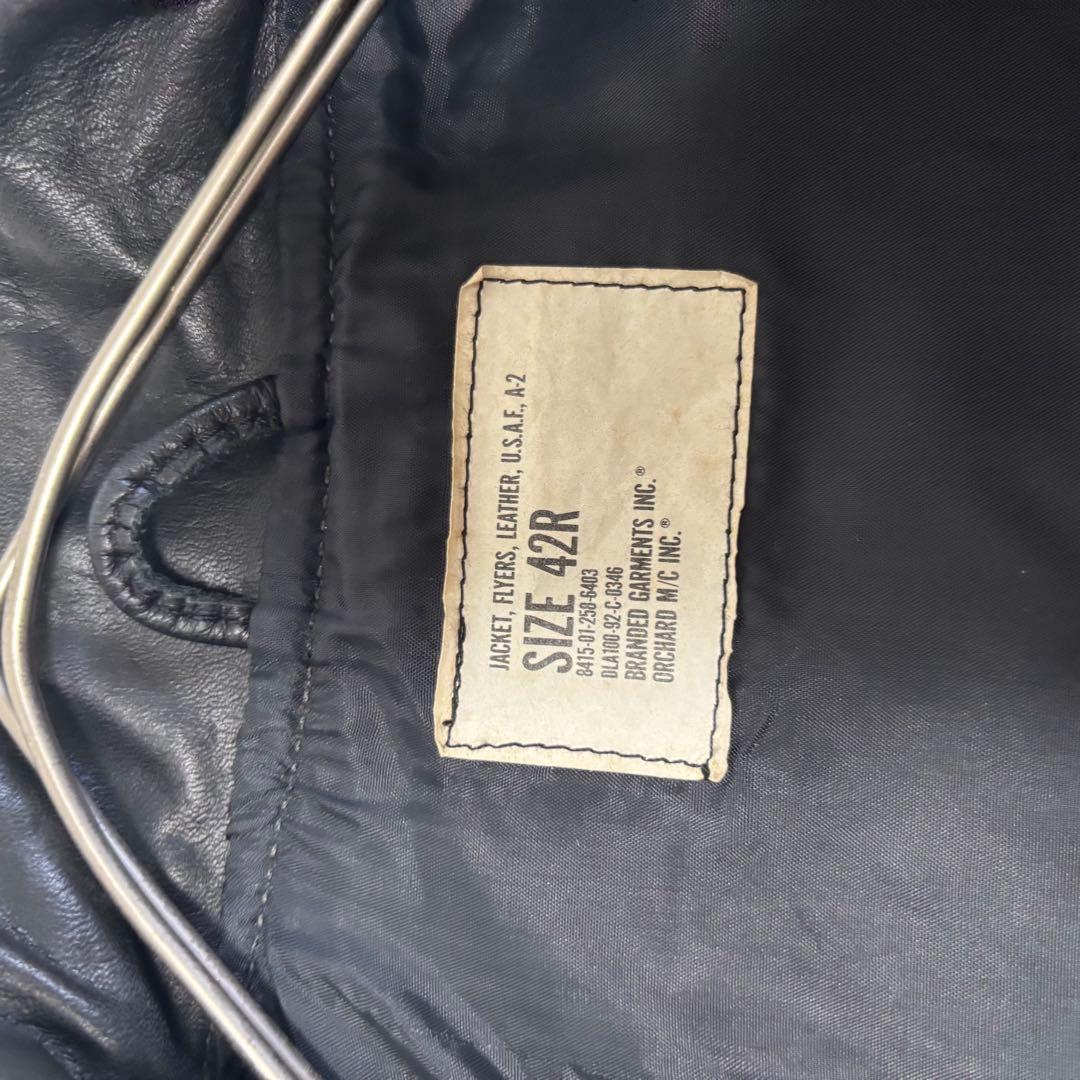 JACKET, FLYERS, LEATHER, U.S.A.F., A-2
SIZE 42R
8415-01-258-6403
DLA100-92-C-0346
BRANDED GARMENTS INC.®
ORCHARD M/C INC.®